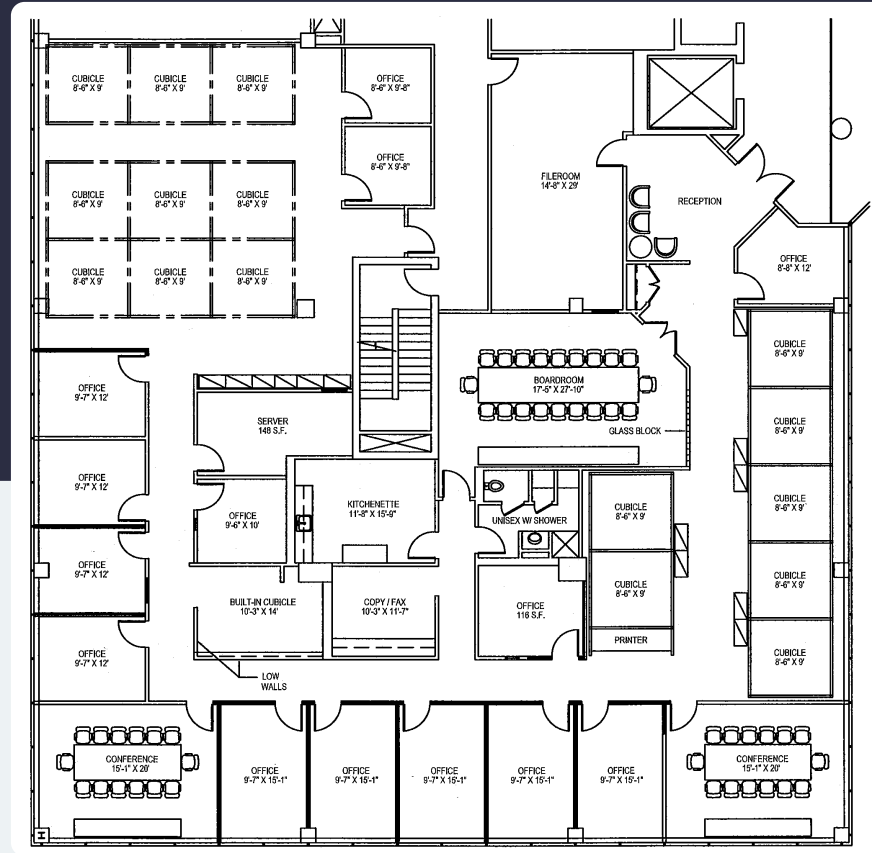 CUBICLE
8'-6" X 9'
CUBICLE
8'-6" X 9'
CUBICLE
8'-6" X 9'
OFFICE
8'-6" X 9'-8"
OFFICE
8'-6" X 9'-8"
CUBICLE
8'-6" X 9'
CUBICLE
8'-6" X 9'
CUBICLE
8'-6" X 9'
FILEROOM
14'-8" X 29'
RECEPTION
CUBICLE
8'-6" X 9'
CUBICLE
8'-6" X 9'
CUBICLE
8'-6" X 9'
OFFICE
8'-8" X 12'
CUBICLE
8'-6" X 9'
OFFICE
9'-7" X 12'
BOARDROOM
17'-5" X 27'-10"
SERVER
148 S.F.
GLASS BLOCK
CUBICLE
8'-6" X 9'
OFFICE
9'-7" X 12'
OFFICE
9'-6" X 10'
KITCHENETTE
11'-8" X 15'-9"
UNISEX W/ SHOWER
CUBICLE
8'-6" X 9'
CUBICLE
8'-6" X 9'
OFFICE
9'-7" X 12'
BUILT-IN CUBICLE
10'-3" X 14'
COPY / FAX
10'-3" X 11'-7"
OFFICE
116 S.F.
CUBICLE
8'-6" X 9'
CUBICLE
8'-6" X 9'
PRINTER
OFFICE
9'-7" X 12'
LOW
WALLS
CUBICLE
8'-6" X 9'
CONFERENCE
15'-1" X 20'
OFFICE
9'-7" X 15'-1"
OFFICE
9'-7" X 15'-1"
OFFICE
9'-7" X 15'-1"
OFFICE
9'-7" X 15'-1"
OFFICE
9'-7" X 15'-1"
CONFERENCE
15'-1" X 20'
H